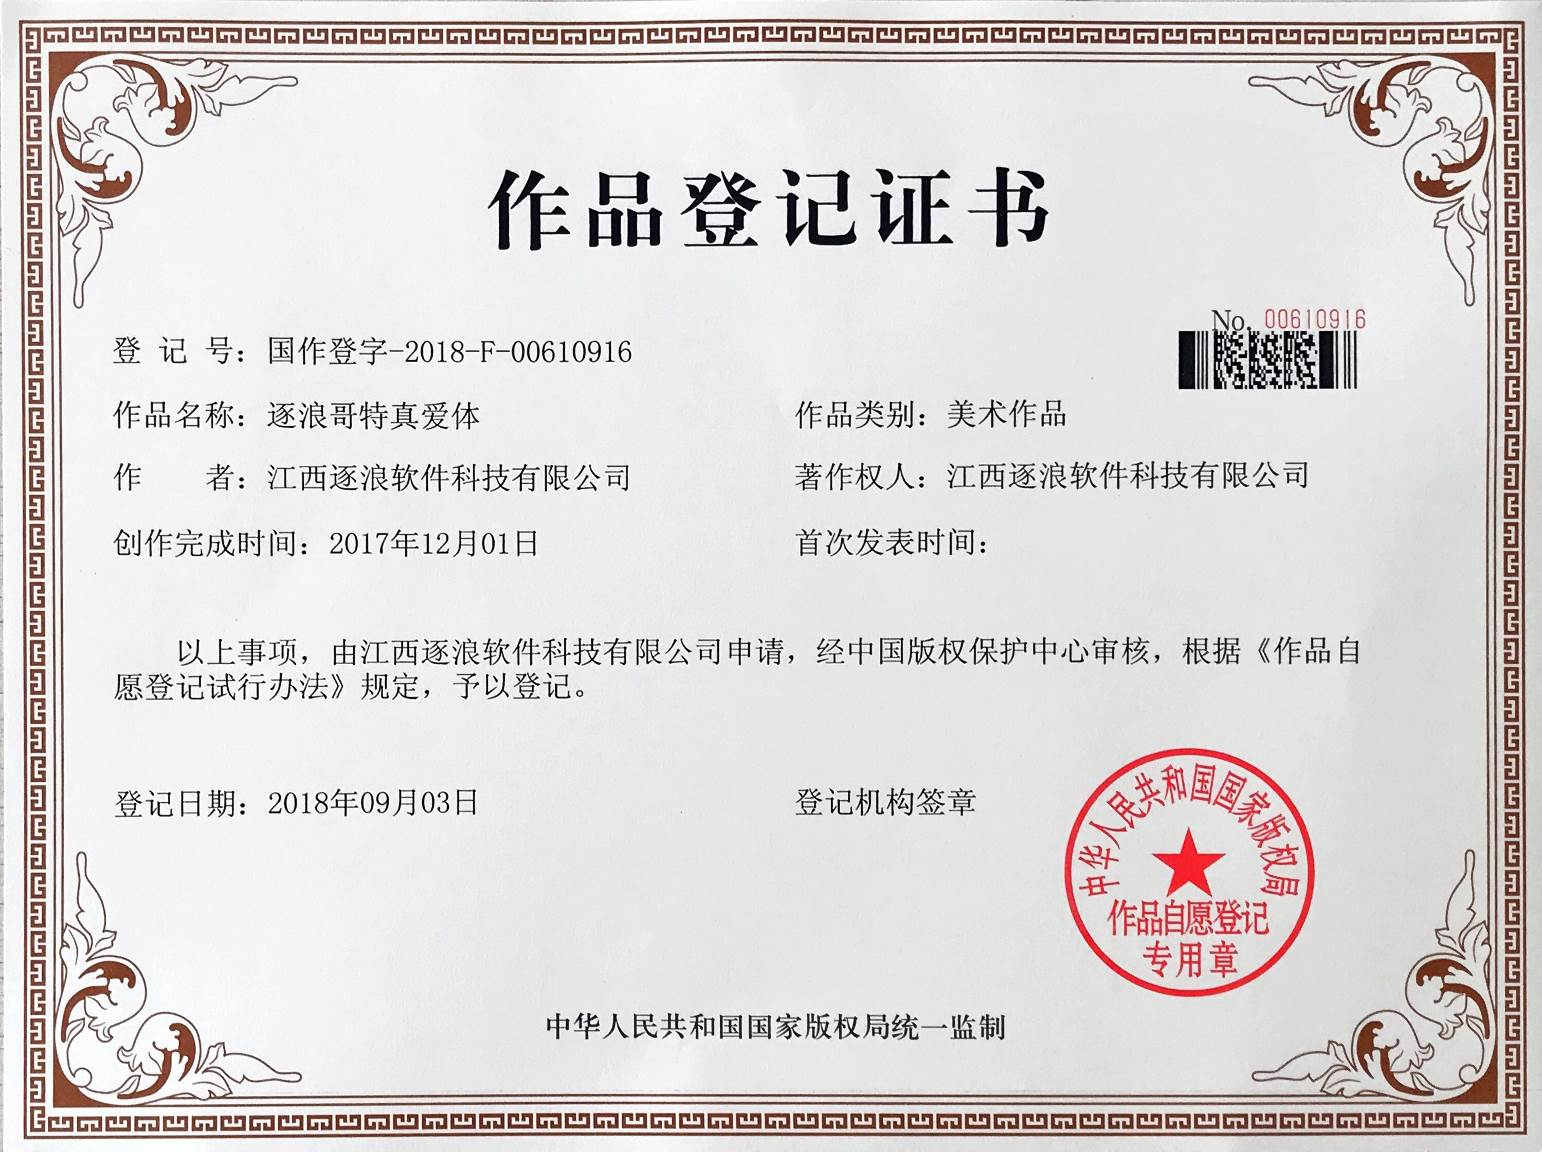 作品登记证书
No. 00610916
登 记 号：国作登字-2018-F-00610916
作品名称：逐浪哥特真爱体
作品类别：美术作品
作 者：江西逐浪软件科技有限公司
著作权人：江西逐浪软件科技有限公司
创作完成时间：2017年12月01日
首次发表时间：
以上事项，由江西逐浪软件科技有限公司申请，经中国版权保护中心审核，根据《作品自
愿登记试行办法》规定，予以登记。
登记日期：2018年09月03日
登记机构签章
中华人民共和国国家版权局
作品自愿登记
专用章
中华人民共和国国家版权局统一监制